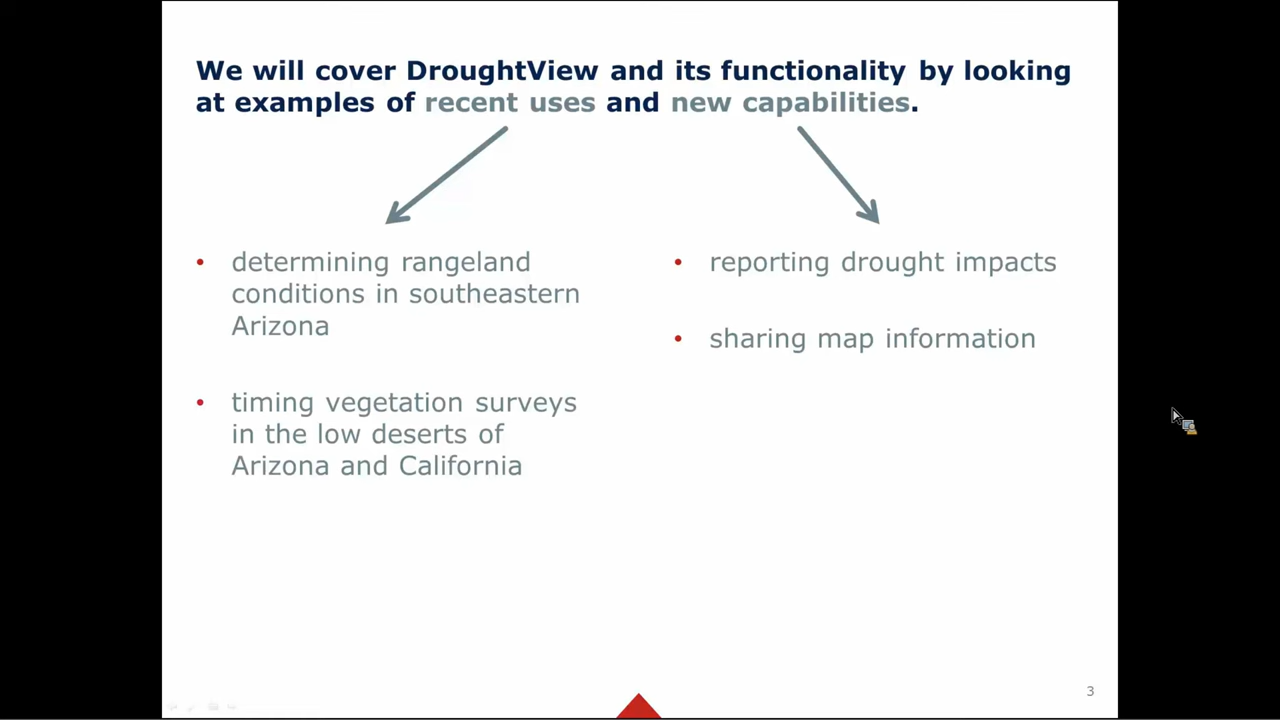 We will cover DroughtView and its functionality by looking
at examples of recent uses and new capabilities.
• determining rangeland
conditions in southeastern
Arizona
• timing vegetation surveys
in the low deserts of
Arizona and California
• reporting drought impacts
• sharing map information
3